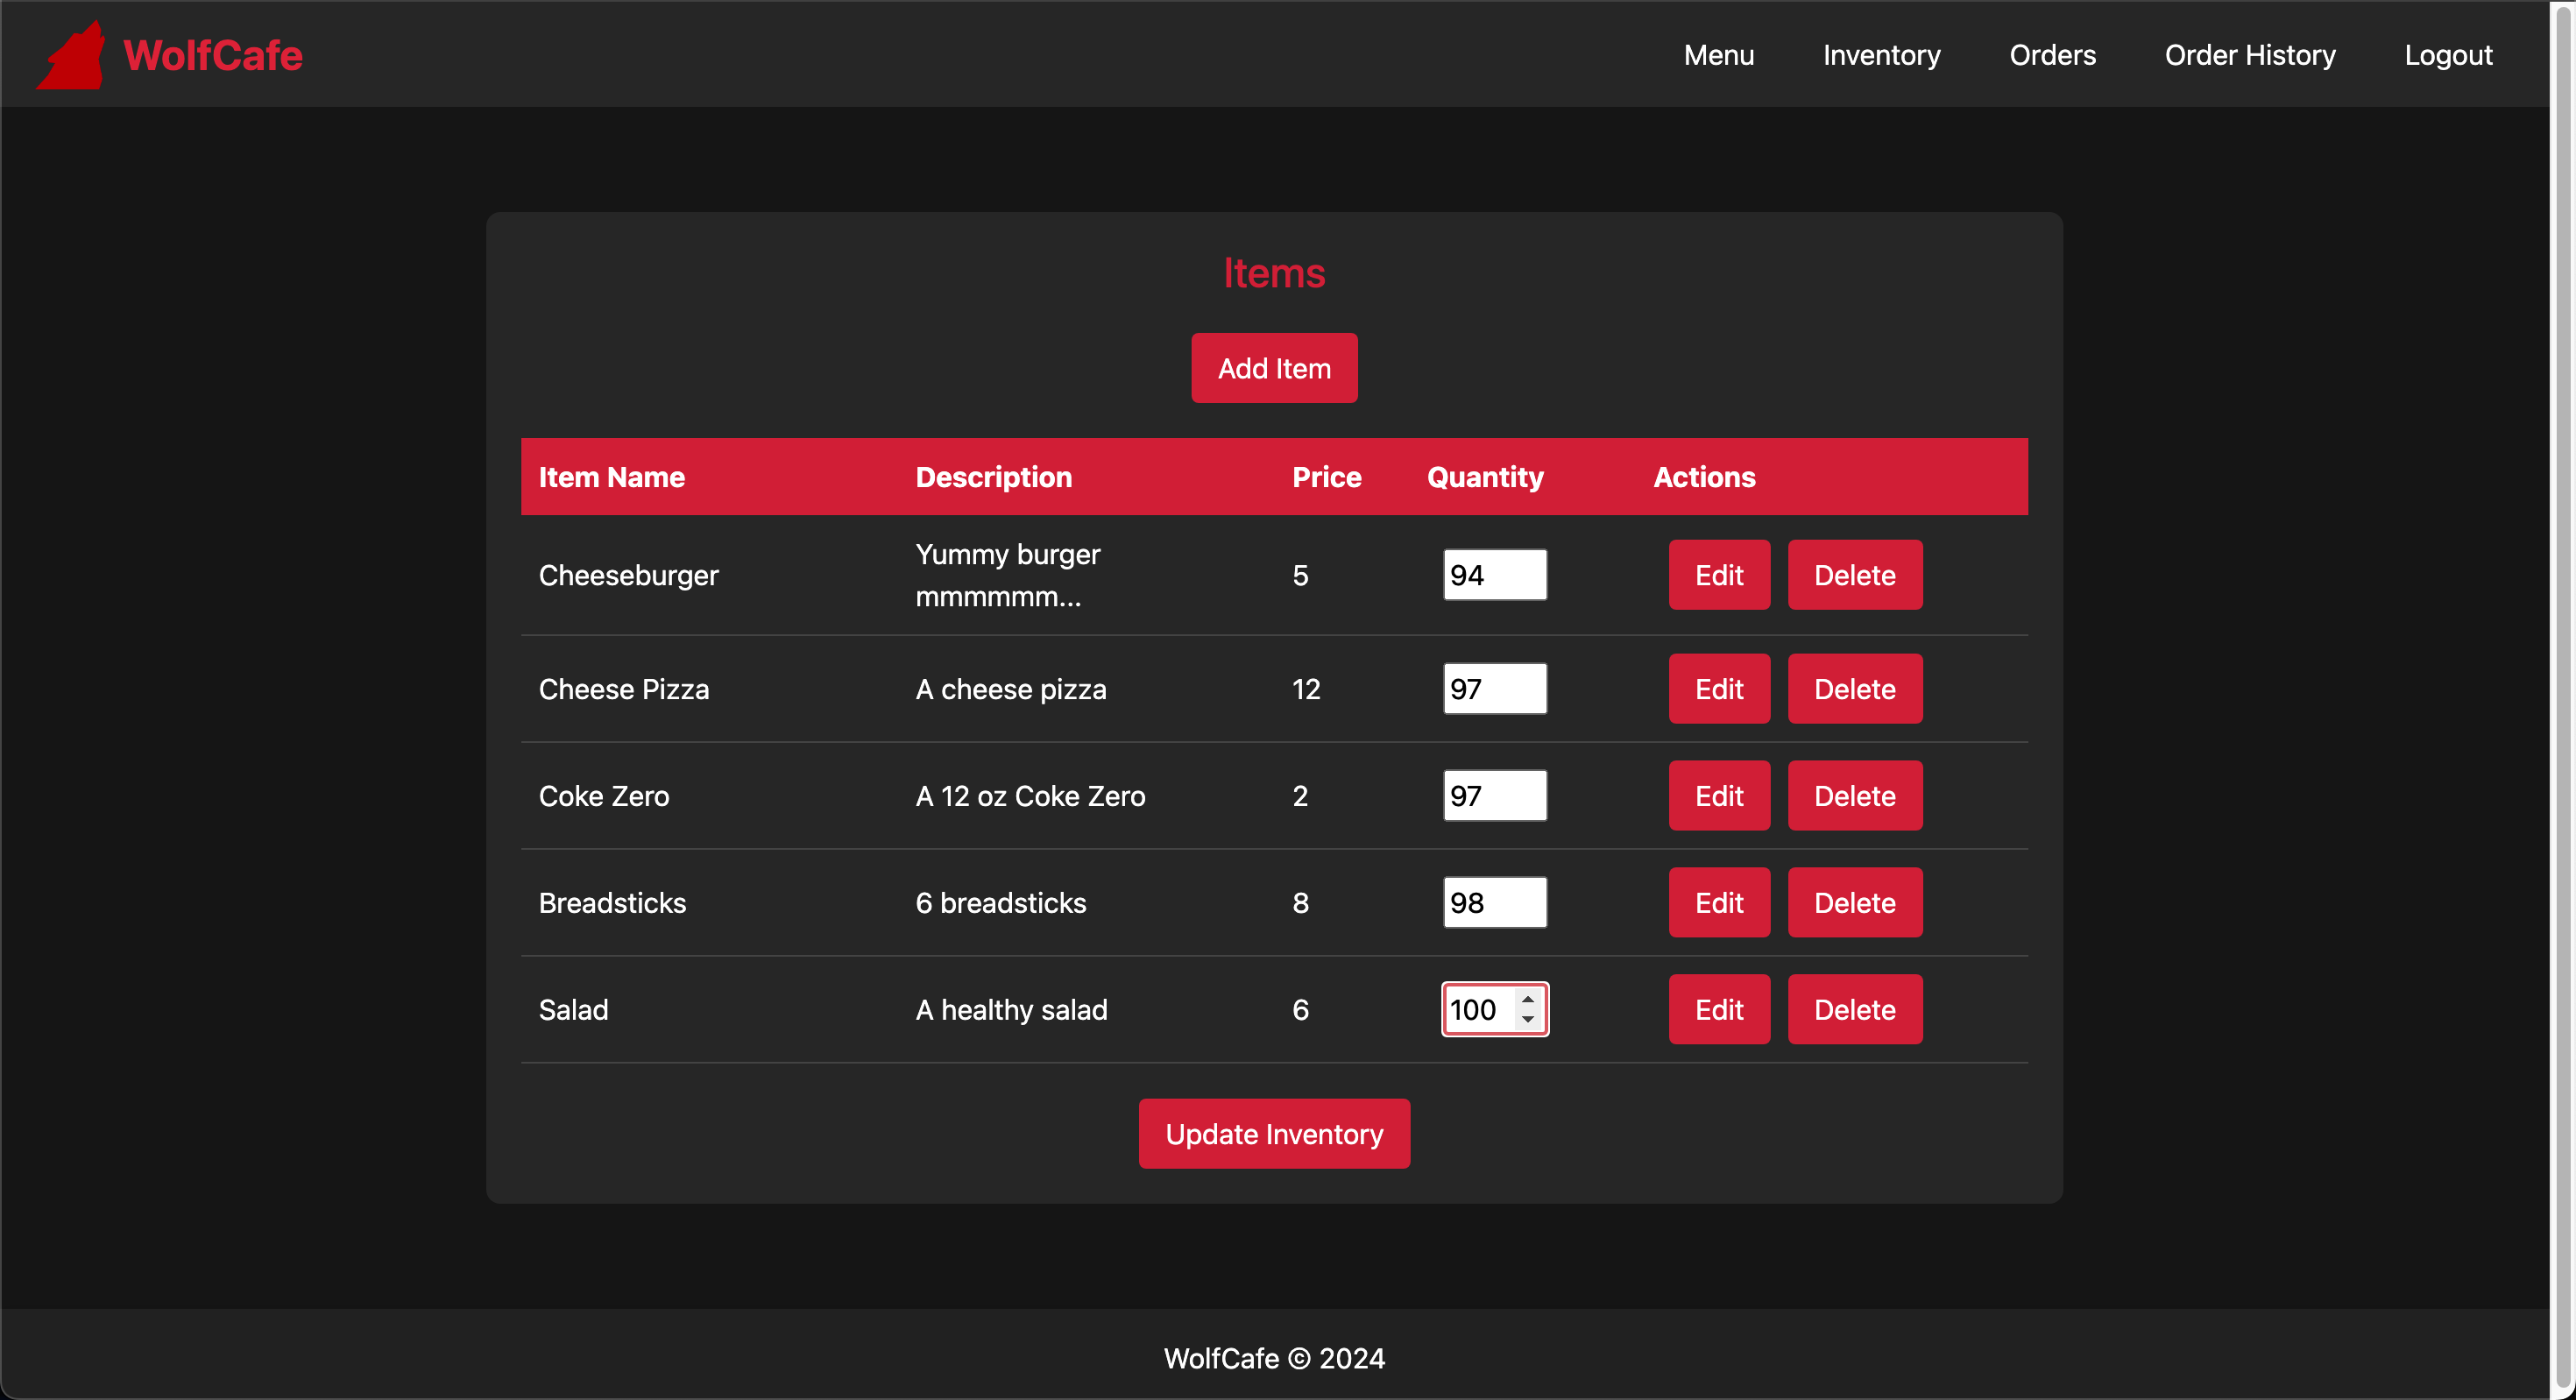 WolfCafe
Menu Inventory Orders Order History Logout
Items
Add Item
Item Name Description Price Quantity Actions
Cheeseburger Yummy burger mmmmmm... 5 94 Edit Delete
Cheese Pizza A cheese pizza 12 97 Edit Delete
Coke Zero A 12 oz Coke Zero 2 97 Edit Delete
Breadsticks 6 breadsticks 8 98 Edit Delete
Salad A healthy salad 6 100 Edit Delete
Update Inventory
WolfCafe © 2024